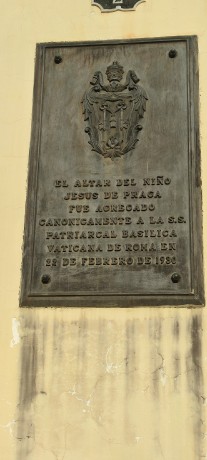 EL ALTAR DEL NIÑO
JESUS DE PRAGA
FUE AGREGADO
CANONICAMENTE A LA S.S.
PATRIARCAL BASILICA
VATICANA DE ROMA EN
22 DE FEBRERO DE 1930